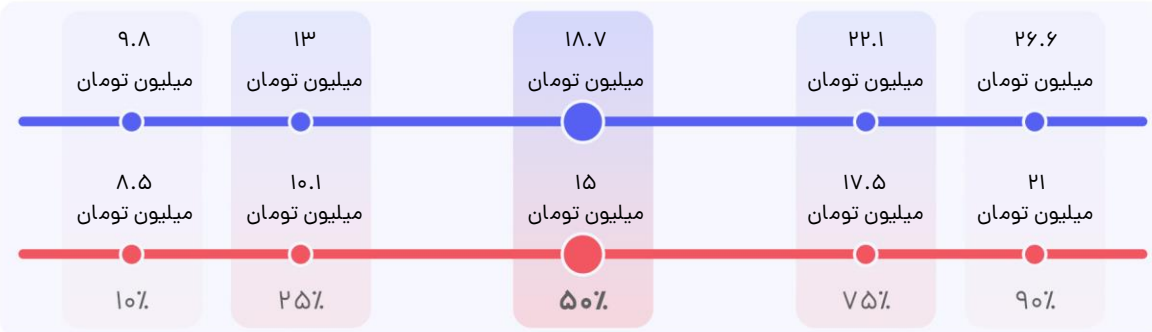 ۹.۸ ۱۳ ۱۸.۷ ۲۲.۱ ۲۶.۶
میلیون تومان میلیون تومان میلیون تومان میلیون تومان میلیون تومان
۸.۵ ۱۰.۱ ۱۵ ۱۷.۵ ۲۱
میلیون تومان میلیون تومان میلیون تومان میلیون تومان میلیون تومان
۱۰٪ ۲۵٪ ۵۰٪ ۷۵٪ ۹۰٪